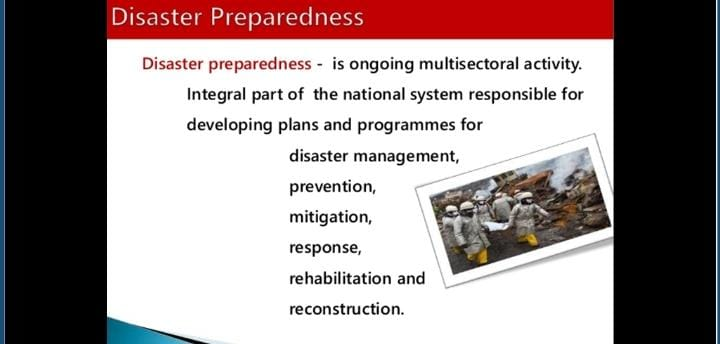 Disaster Preparedness
Disaster preparedness - is ongoing multisectoral activity.
Integral part of the national system responsible for
developing plans and programmes for
disaster management,
prevention,
mitigation,
response,
rehabilitation and
reconstruction.